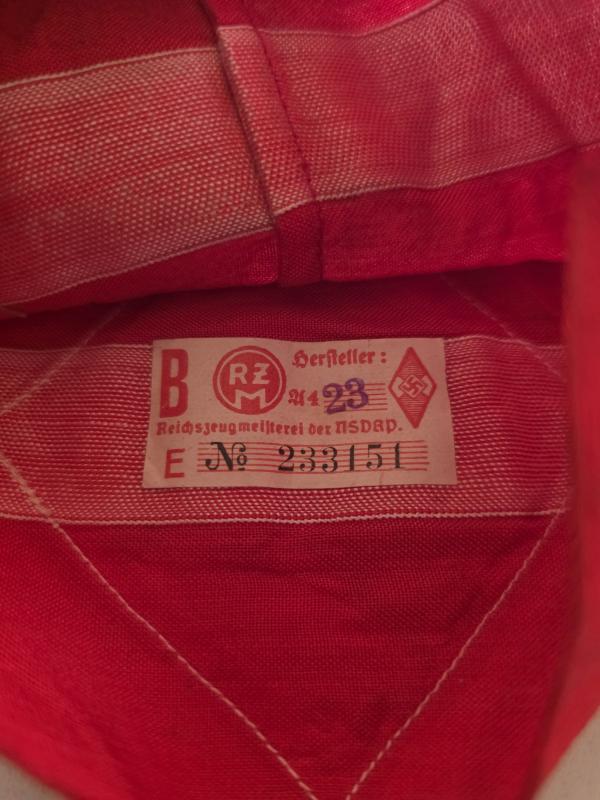 B RZM Hersteller:
A4 23
Reichszeugmeisterei der NSDAP.
E № 233151